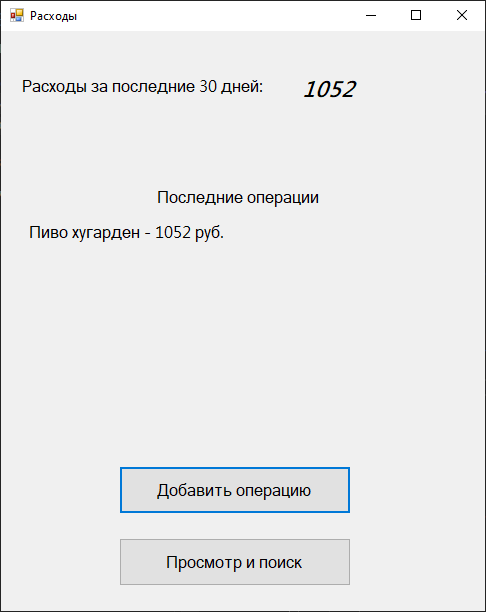 Расходы
Расходы за последние 30 дней: 1052
Последние операции
Пиво хугарден - 1052 руб.
Добавить операцию
Просмотр и поиск